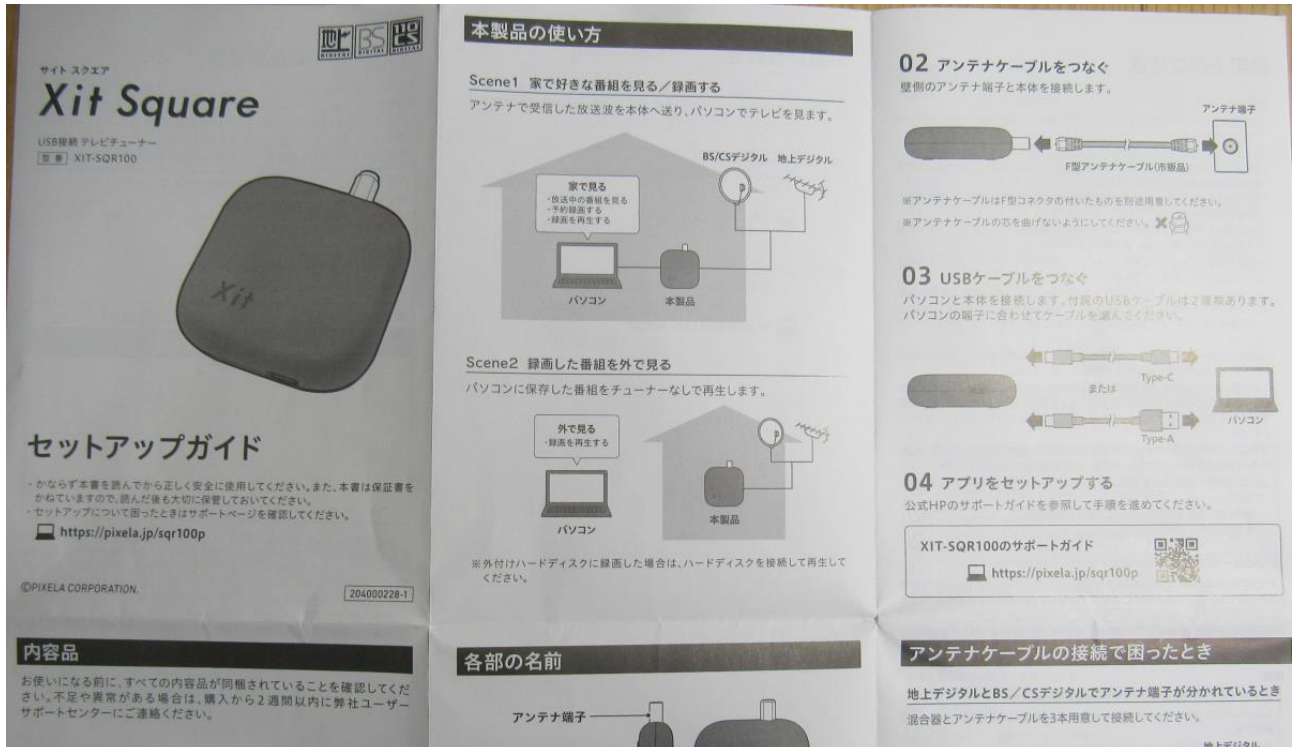 地上 DIGITAL BS DIGITAL 110 CS DIGITAL
サイト スクエア
Xit Square
USB接続 テレビチューナー
型番 XIT-SQR100
Xit
セットアップガイド
- かならず本書を読んでから正しく安全に使用してください。また、本書は保証書を
かねていますので、読んだ後も大切に保管しておいてください。
- セットアップについて困ったときはサポートページを確認してください。
https://pixela.jp/sqr100p
©PIXELA CORPORATION.
204000228-1
内容品
お使いになる前に、すべての内容品が同梱されていることを確認してくだ
さい。不足や異常がある場合は、購入から2週間以内に弊社ユーザー
サポートセンターにご連絡ください。
本製品の使い方
Scene1 家で好きな番組を見る/録画する
アンテナで受信した放送波を本体へ送り、パソコンでテレビを見ます。
BS/CSデジタル 地上デジタル
家で見る
・放送中の番組を見る
・予約録画する
・録画を再生する
パソコン 本製品
Scene2 録画した番組を外で見る
パソコンに保存した番組をチューナーなしで再生します。
外で見る
・録画を再生する
パソコン 本製品
※外付けハードディスクに録画した場合は、ハードディスクを接続して再生して
ください。
各部の名前
アンテナ端子
02 アンテナケーブルをつなぐ
壁側のアンテナ端子と本体を接続します。
アンテナ端子
F型アンテナケーブル(市販品)
※アンテナケーブルはF型コネクタの付いたものを別途用意してください。
※アンテナケーブルの芯を曲げないようにしてください。
03 USBケーブルをつなぐ
パソコンと本体を接続します。付属のUSBケーブルは2種類あります。
パソコンの端子に合わせてケーブルを選んでください。
Type-C
または
Type-A
パソコン
04 アプリをセットアップする
公式HPのサポートガイドを参照して手順を進めてください。
XIT-SQR100のサポートガイド
https://pixela.jp/sqr100p
アンテナケーブルの接続で困ったとき
地上デジタルとBS/CSデジタルでアンテナ端子が分かれているとき
混合器とアンテナケーブルを3本用意して接続してください。
地上デジタル